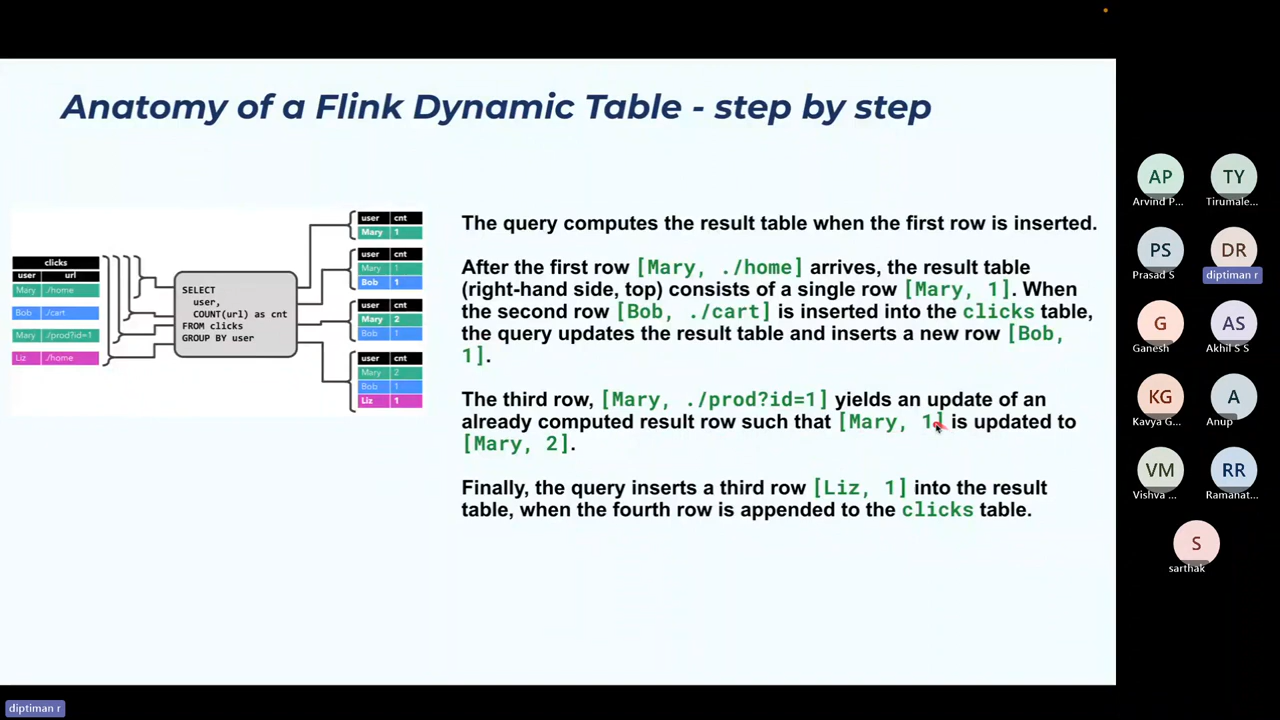 Anatomy of a Flink Dynamic Table - step by step
clicks
user url
Mary ./home
Bob ./cart
Mary ./prod?id=1
Liz ./home
SELECT
user,
COUNT(url) as cnt
FROM clicks
GROUP BY user
user cnt
Mary 1
user cnt
Mary 1
Bob 1
user cnt
Mary 2
Bob 1
user cnt
Mary 2
Bob 1
Liz 1
The query computes the result table when the first row is inserted.
After the first row [Mary, ./home] arrives, the result table
(right-hand side, top) consists of a single row [Mary, 1]. When
the second row [Bob, ./cart] is inserted into the clicks table,
the query updates the result table and inserts a new row [Bob,
1].
The third row, [Mary, ./prod?id=1] yields an update of an
already computed result row such that [Mary, 1] is updated to
[Mary, 2].
Finally, the query inserts a third row [Liz, 1] into the result
table, when the fourth row is appended to the clicks table.
AP TY
Arvind P... Tirumale...
PS DR
Prasad S diptiman r
G AS
Ganesh Akhil S S
KG A
Kavya G... Anup
VM RR
Vishva ... Ramanat...
S
sarthak
diptiman r